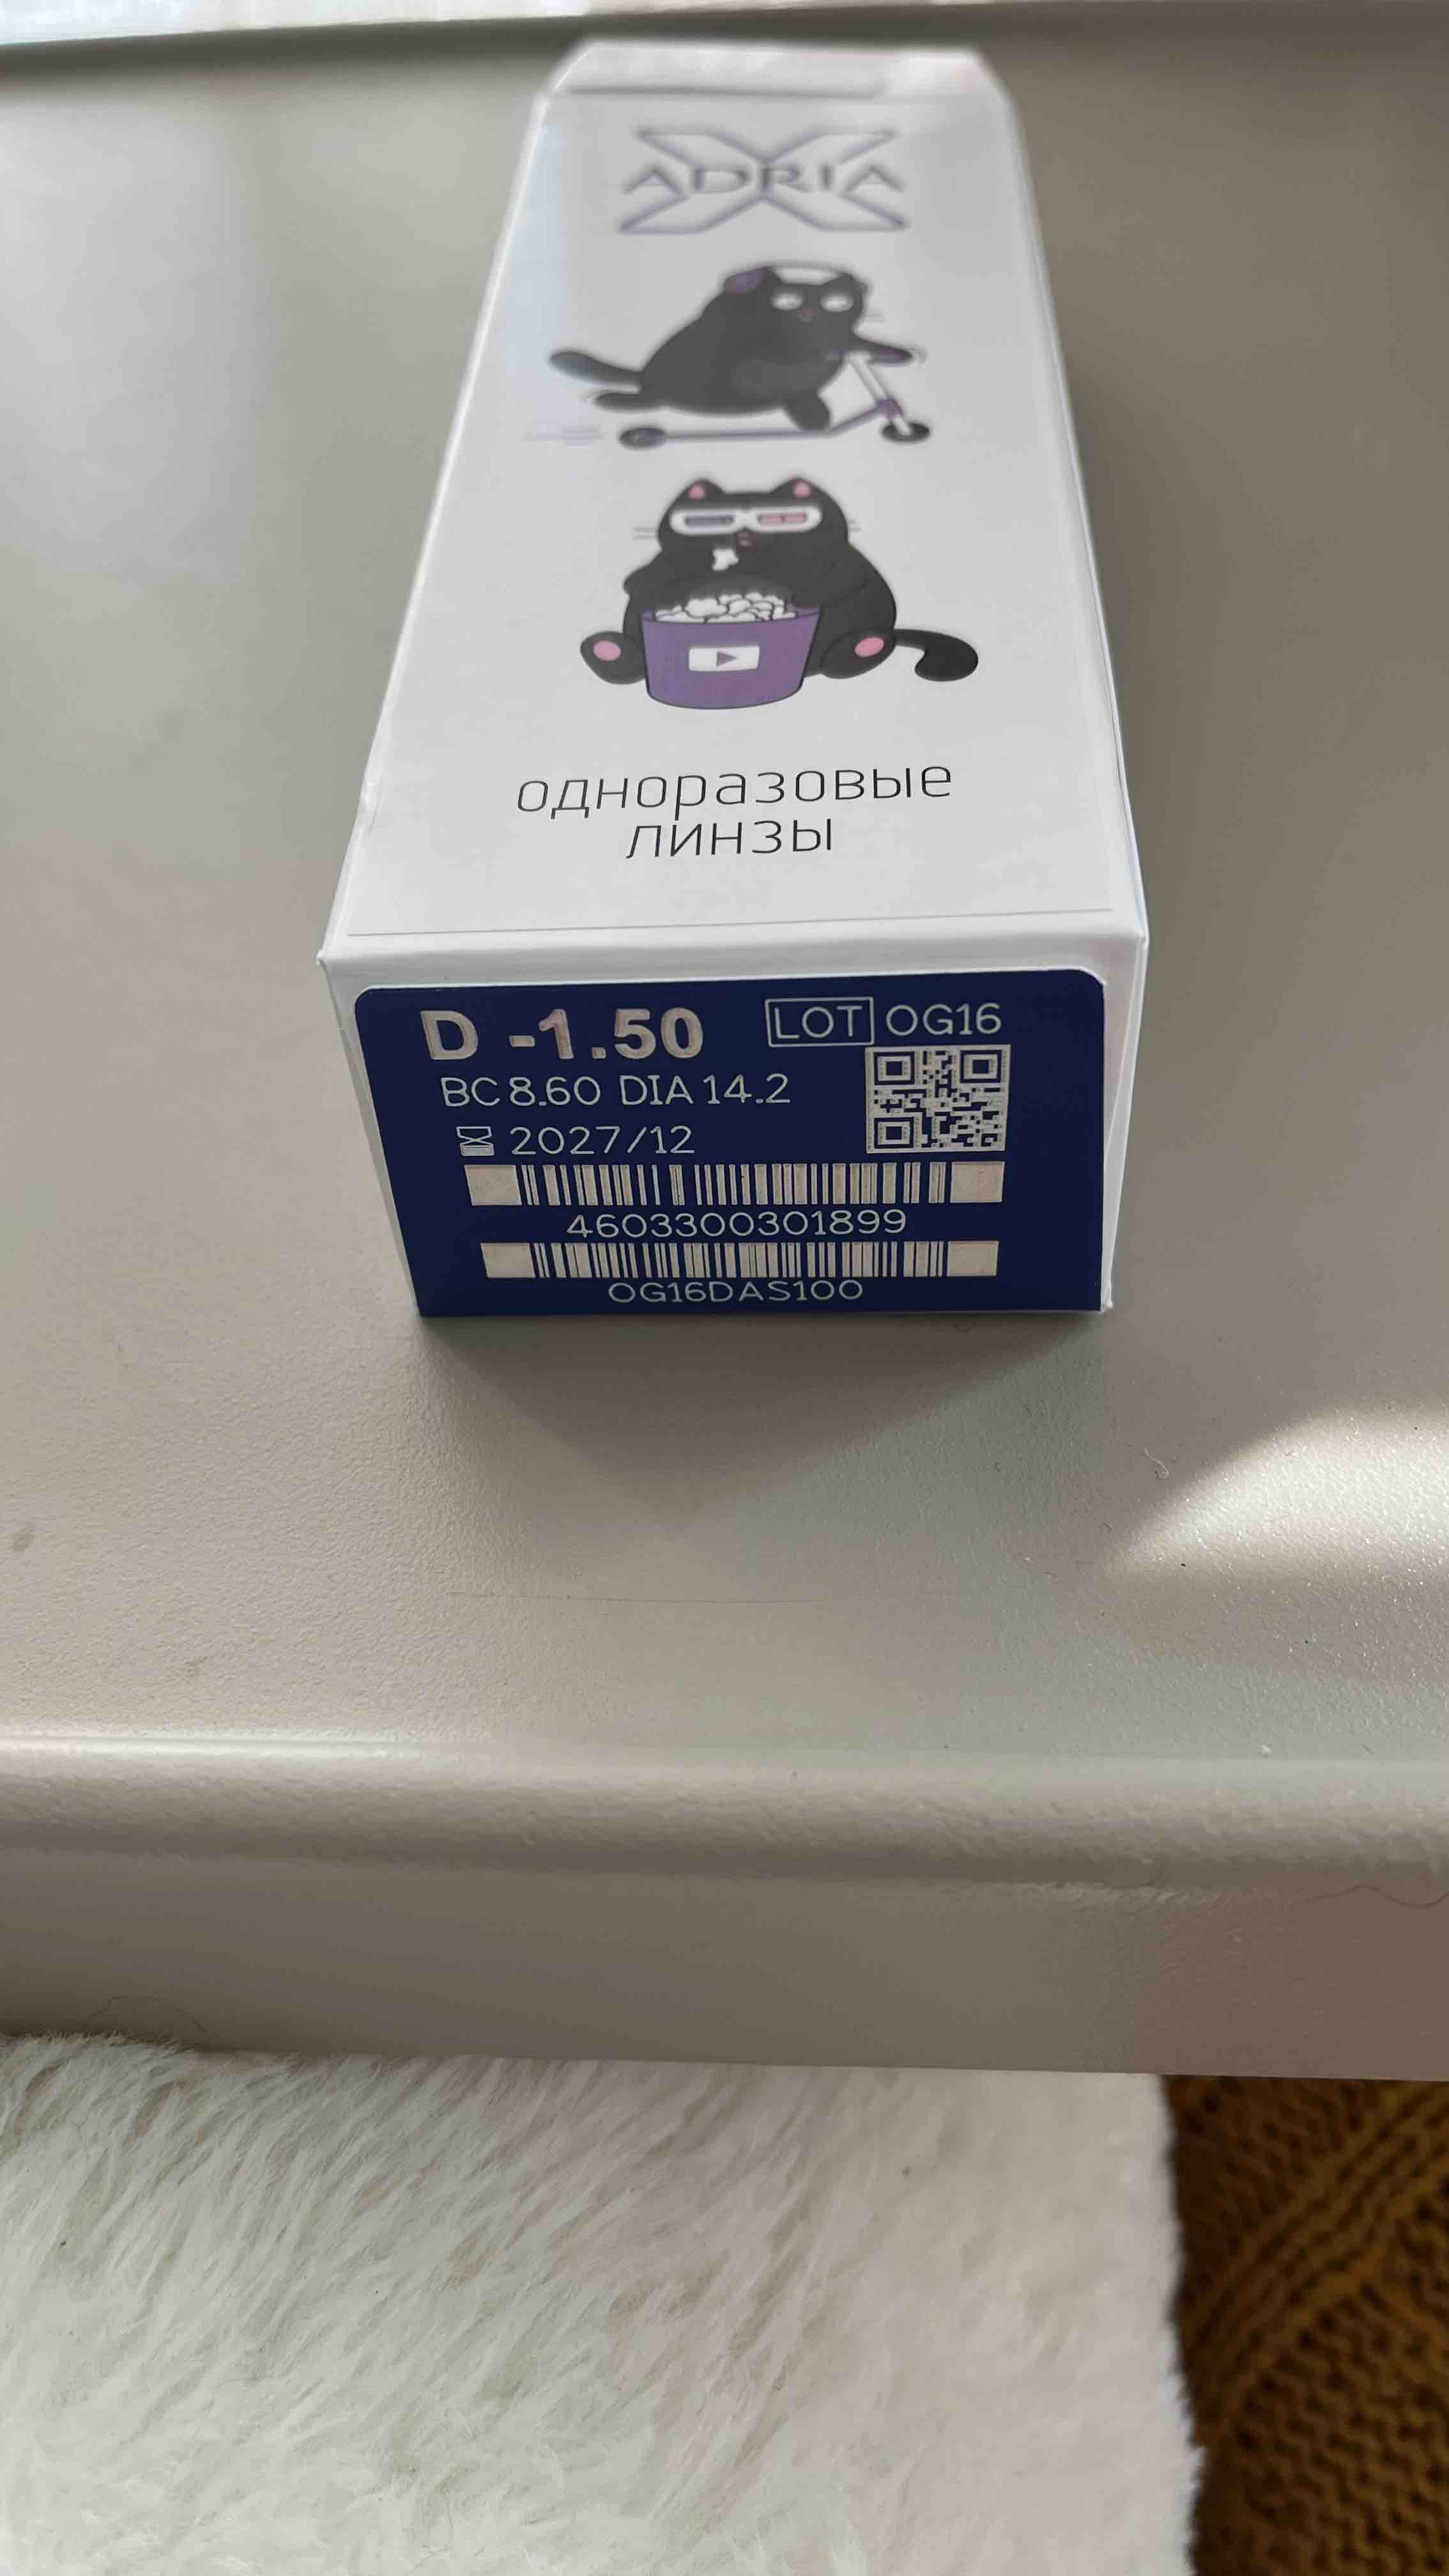 ADRIA
X
одноразовые
линзы
D -1.50
LOT OG16
BC 8.60 DIA 14.2
2027/12
4603300301899
OG16DAS100